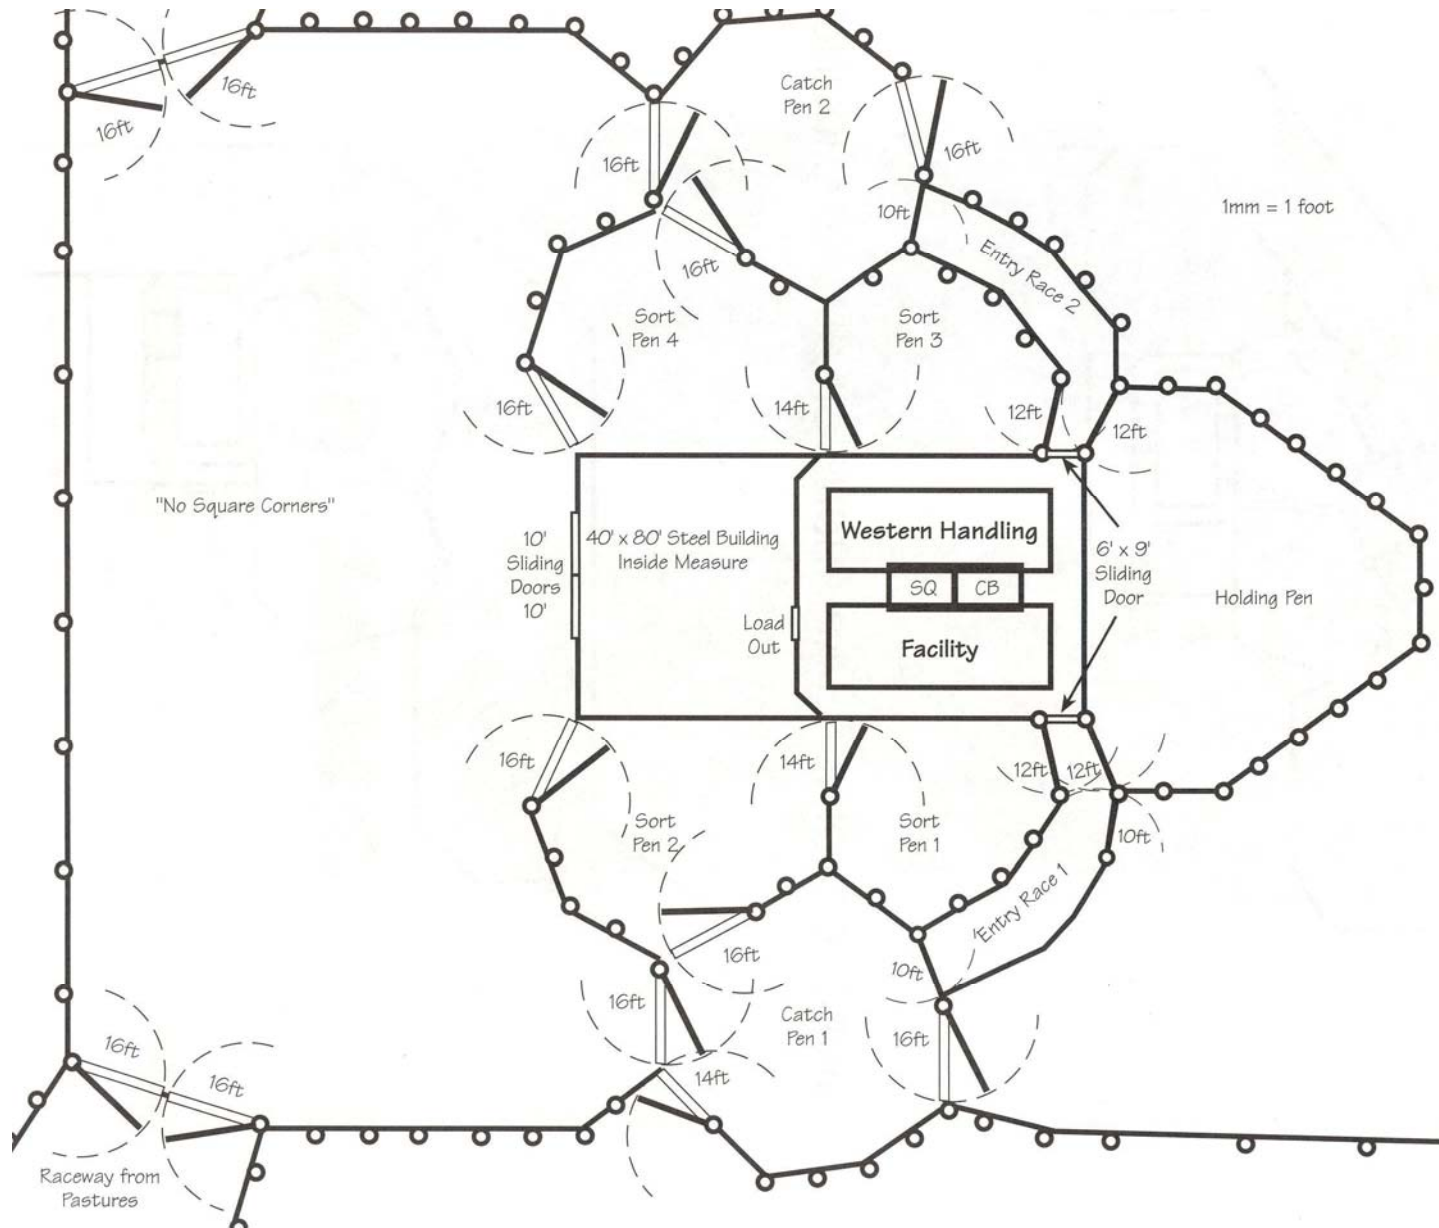 16ft
16ft
Catch
Pen 2
16ft
16ft
10ft
1mm = 1 foot
Entry Race 2
16ft
Sort
Pen 4
Sort
Pen 3
16ft
14ft
12ft
12ft
"No Square Corners"
10'
Sliding
Doors
10'
40' x 80' Steel Building
Inside Measure
Western Handling
SQ
CB
Facility
Load
Out
6' x 9'
Sliding
Door
Holding Pen
16ft
14ft
12ft
12ft
Sort
Pen 2
Sort
Pen 1
10ft
Entry Race 1
16ft
10ft
16ft
Catch
Pen 1
16ft
16ft
16ft
14ft
Raceway from
Pastures